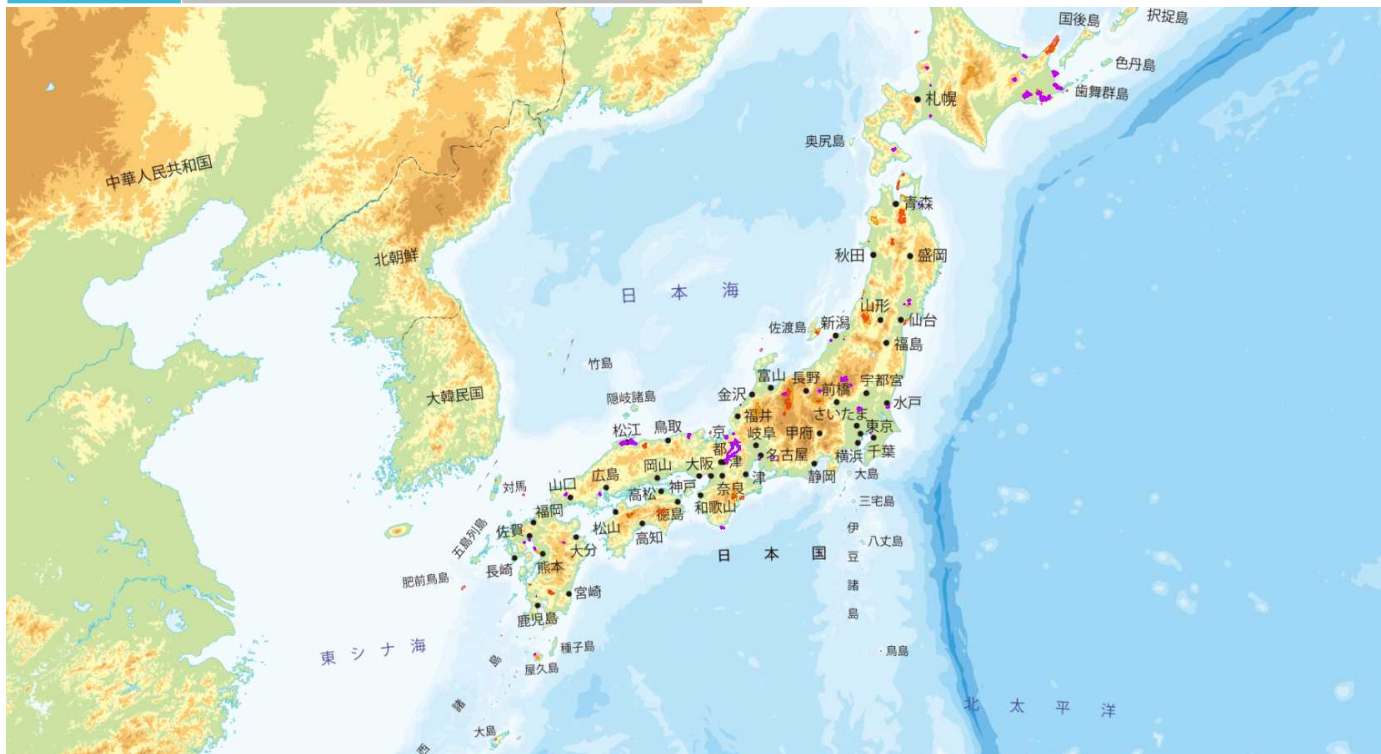 国後島
択捉島
色丹島
歯舞群島
札幌
奥尻島
中華人民共和国
青森
北朝鮮
秋田
盛岡
日本海
山形
仙台
佐渡島
新潟
福島
竹島
富山
長野
前橋
宇都宮
大韓民国
金沢
水戸
隠岐諸島
福井
さいたま
松江
鳥取
京都
岐阜
甲府
東京
大津
名古屋
横浜
千葉
岡山
大阪
津
静岡
大島
対馬
山口
広島
高松
神戸
奈良
三宅島
福岡
徳島
和歌山
五島列島
佐賀
松山
高知
伊豆諸島
八丈島
大分
日本国
長崎
熊本
肥前鳥島
宮崎
鹿児島
東シナ海
種子島
屋久島
鳥島
北太平洋
大島
西
諸
島